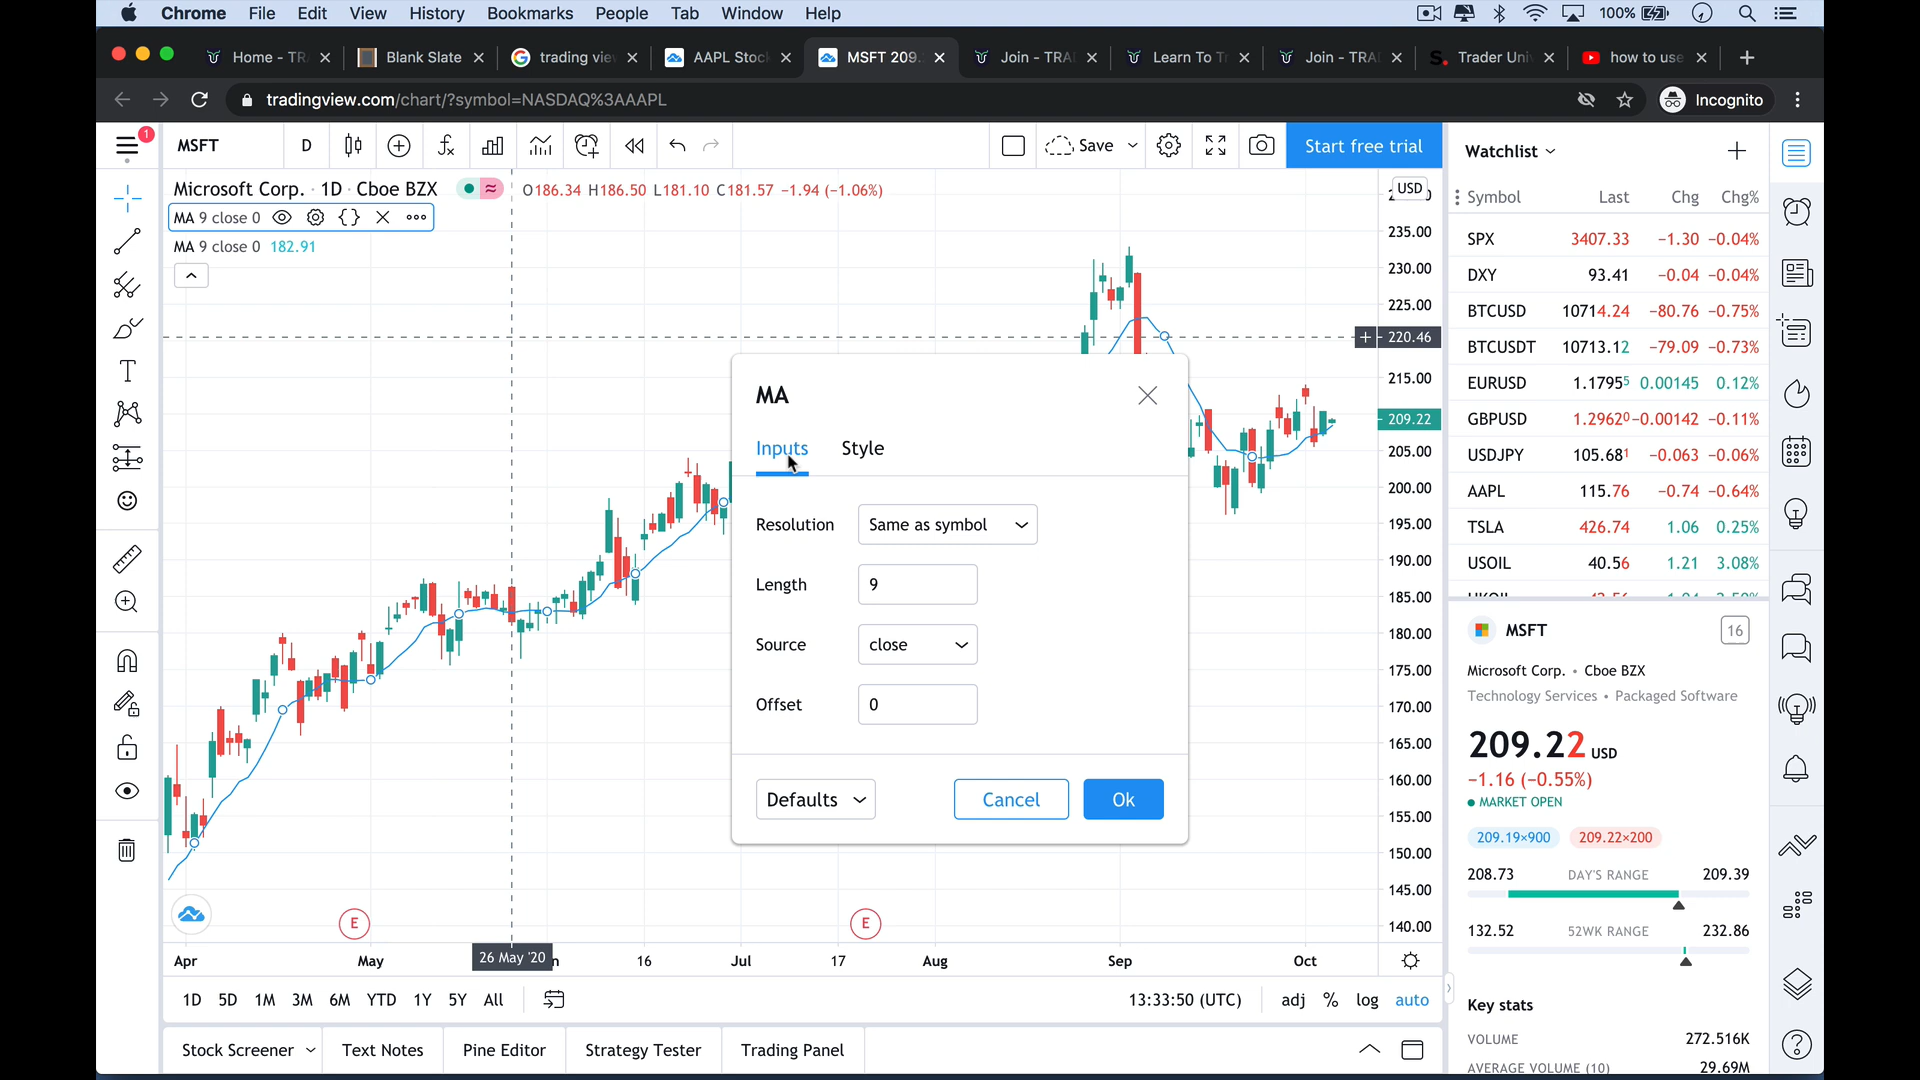 Chrome File Edit View History Bookmarks People Tab Window Help 100%
Home - TR Blank Slate trading vie AAPL Stoc MSFT 209. Join - TRA Learn To T Join - TRA Trader Uni how to use
tradingview.com/chart/?symbol=NASDAQ%3AAAPL Incognito
1
MSFT D Save Start free trial
Microsoft Corp. · 1D · Cboe BZX O186.34 H186.50 L181.10 C181.57 −1.94 (−1.06%)
MA 9 close 0
MA 9 close 0 182.91
USD
235.00
230.00
225.00
220.46
215.00
209.22
205.00
200.00
195.00
190.00
185.00
180.00
175.00
170.00
165.00
160.00
155.00
150.00
145.00
140.00
MA
Inputs Style
Resolution Same as symbol
Length 9
Source close
Offset 0
Defaults Cancel Ok
E E
Apr May 26 May '20 16 Jul 17 Aug Sep Oct
1D 5D 1M 3M 6M YTD 1Y 5Y All 13:33:50 (UTC) adj % log auto
Stock Screener Text Notes Pine Editor Strategy Tester Trading Panel
Watchlist
Symbol Last Chg Chg%
SPX 3407.33 −1.30 −0.04%
DXY 93.41 −0.04 −0.04%
BTCUSD 10714.24 −80.76 −0.75%
BTCUSDT 10713.12 −79.09 −0.73%
EURUSD 1.17955 0.00145 0.12%
GBPUSD 1.29620 −0.00142 −0.11%
USDJPY 105.681 −0.063 −0.06%
AAPL 115.76 −0.74 −0.64%
TSLA 426.74 1.06 0.25%
USOIL 40.56 1.21 3.08%
MSFT 16
Microsoft Corp. • Cboe BZX
Technology Services • Packaged Software
209.22 USD
−1.16 (−0.55%)
MARKET OPEN
209.19×900 209.22×200
208.73 DAY'S RANGE 209.39
132.52 52WK RANGE 232.86
Key stats
VOLUME 272.516K
AVERAGE VOLUME (10) 29.69M